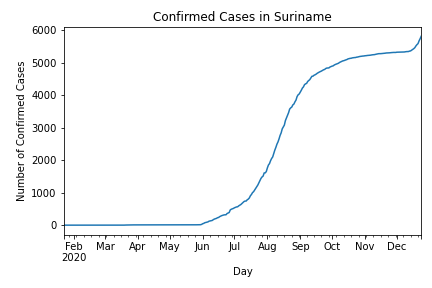 Confirmed Cases in Suriname
Number of Confirmed Cases
6000
5000
4000
3000
2000
1000
0
Feb Mar Apr May Jun Jul Aug Sep Oct Nov Dec
2020
Day